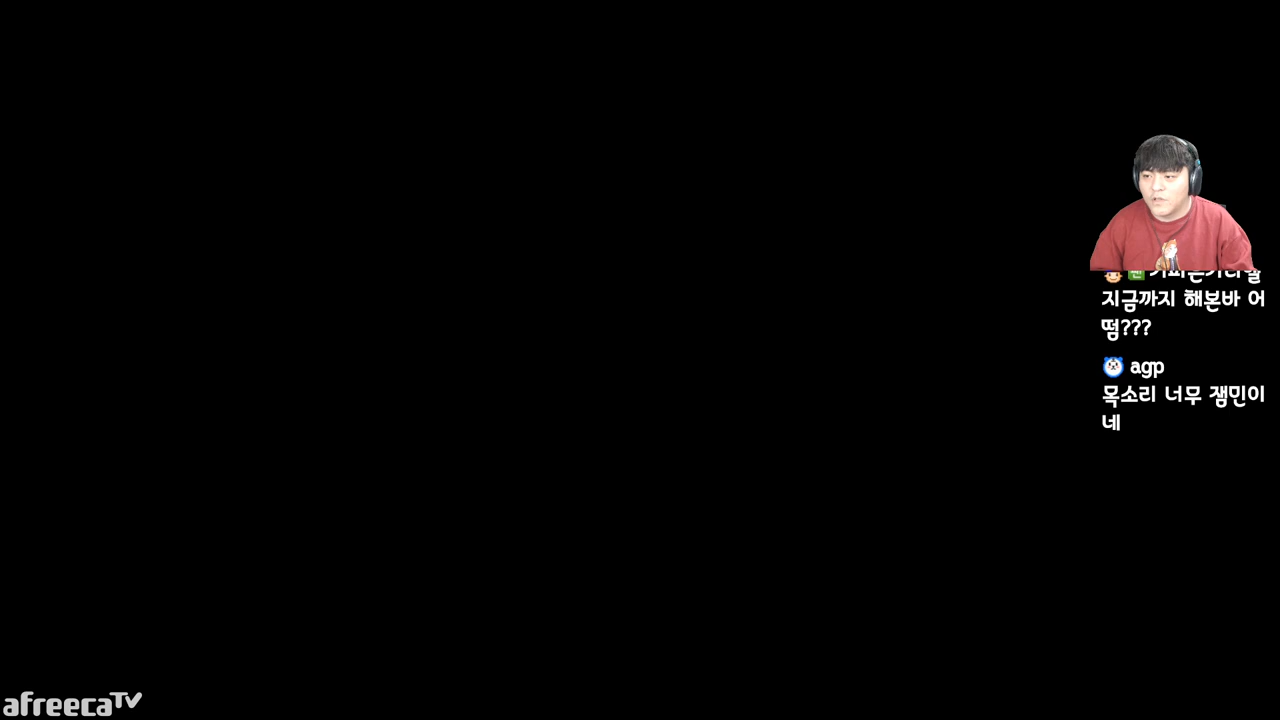 지금까지 해본바 어
떰???
agp
목소리 너무 잼민이
네
afreecaTV